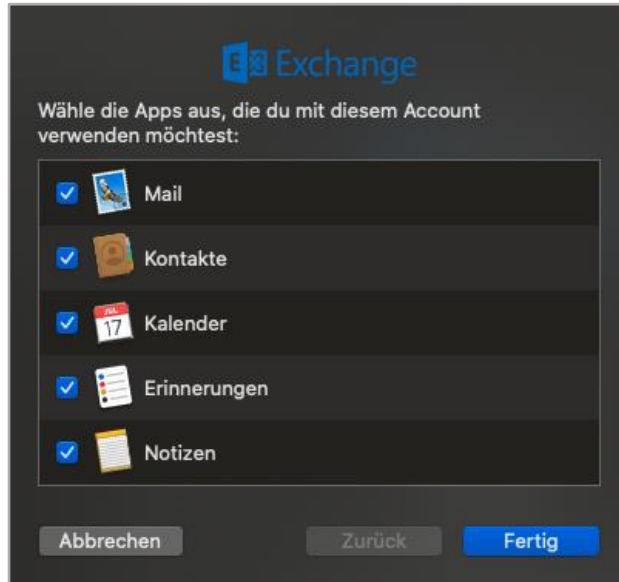 Exchange
Wähle die Apps aus, die du mit diesem Account
verwenden möchtest:
Mail
Kontakte
JUL
17
Kalender
Erinnerungen
Notizen
Abbrechen
Zurück
Fertig